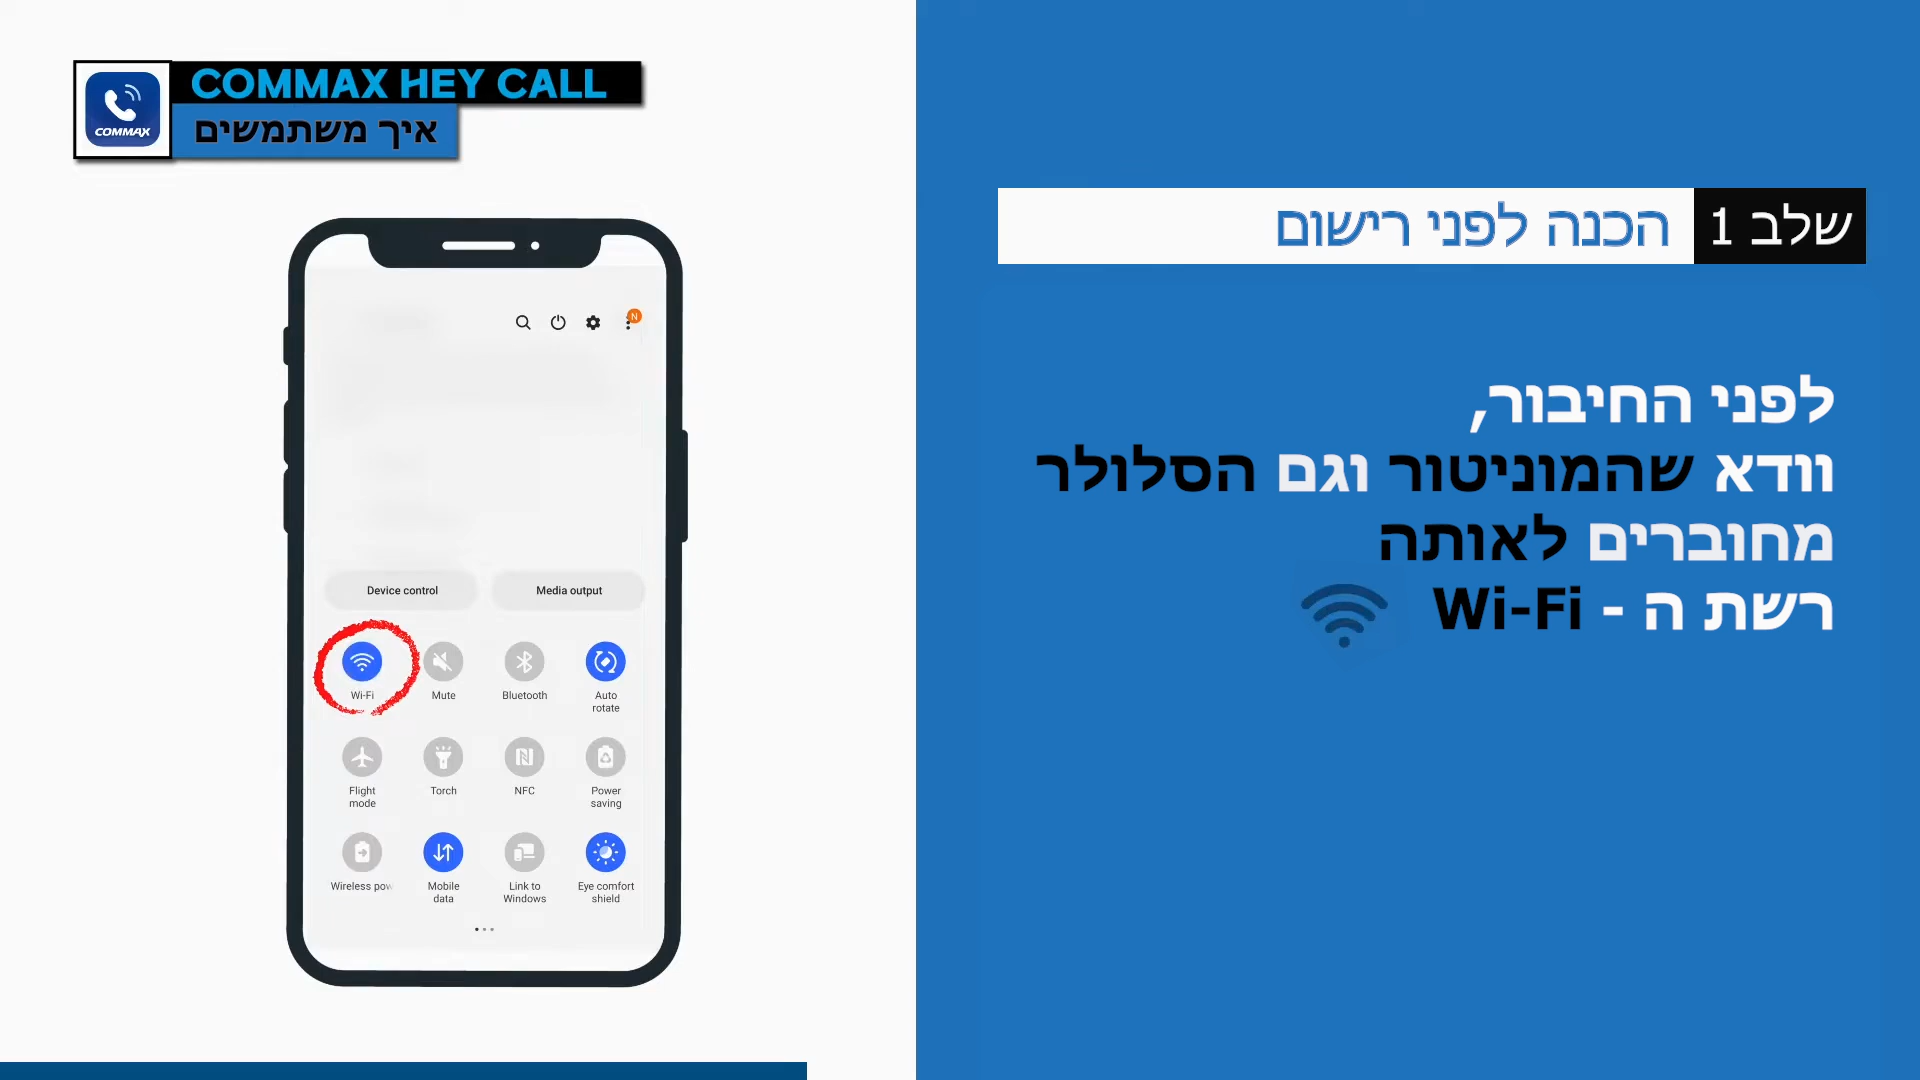 COMMAX HEY CALL
COMMAX
איך משתמשים
שלב 1
הכנה לפני רישום
לפני החיבור,
וודא שהמוניטור וגם הסלולר
מחוברים לאותה
רשת ה - Wi-Fi
N
Device control
Media output
Wi-Fi
Mute
Bluetooth
Auto
rotate
Flight
mode
Torch
NFC
Power
saving
Wireless pow
Mobile
data
Link to
Windows
Eye comfort
shield